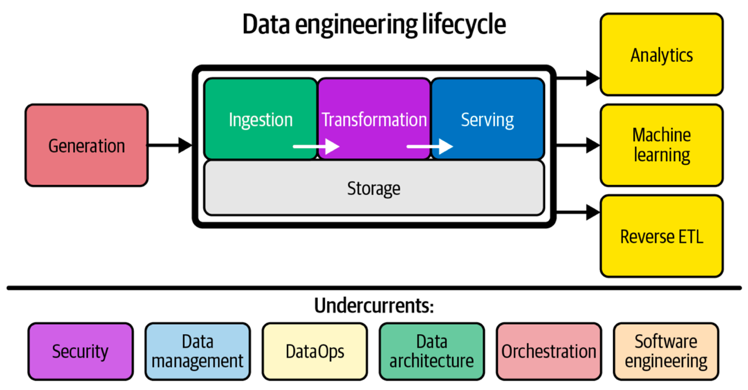 Data engineering lifecycle
Generation
Ingestion
Transformation
Serving
Storage
Analytics
Machine
learning
Reverse ETL
Undercurrents:
Security
Data
management
DataOps
Data
architecture
Orchestration
Software
engineering